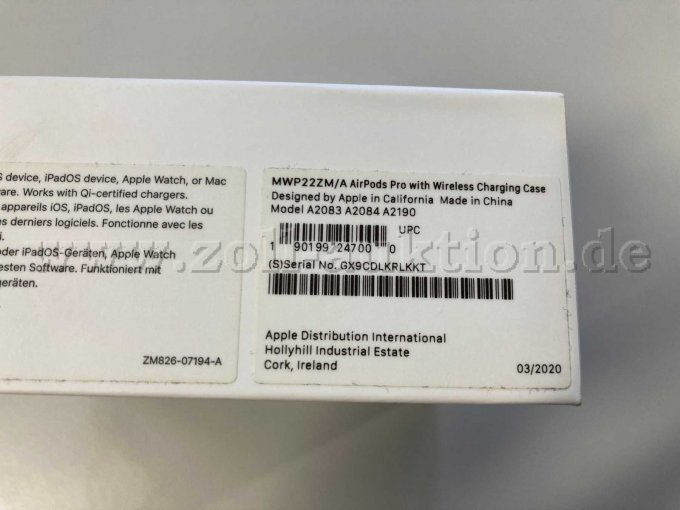 S device, iPadOS device, Apple Watch, or Mac
are. Works with Qi-certified chargers.
appareils iOS, iPadOS, les Apple Watch ou
s derniers logiciels. Fonctionne avec les
i.
oder iPadOS-Geräten, Apple Watch
esten Software. Funktioniert mit
geräten.
ZM826-07194-A
MWP22ZM/A AirPods Pro with Wireless Charging Case
Designed by Apple in California Made in China
Model A2083 A2084 A2190
UPC
1 90199 24700 0
(S)Serial No. GX9CDLKRLKKT
Apple Distribution International
Hollyhill Industrial Estate
Cork, Ireland
03/2020
www.zoll-auktion.de